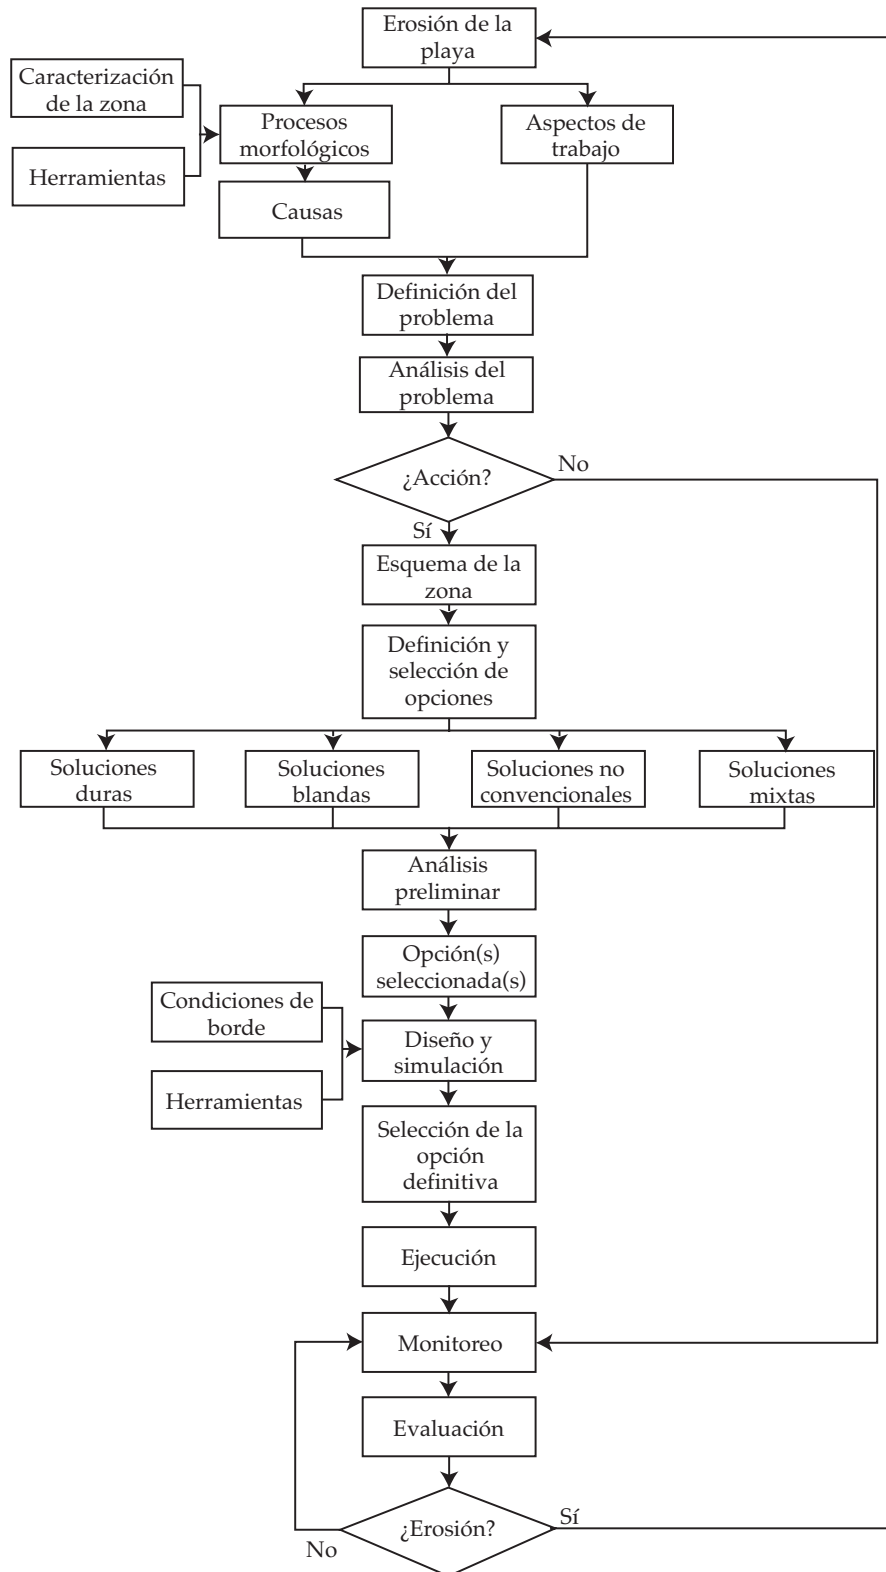 Erosión de la
playa
Caracterización
de la zona
Procesos
morfológicos
Aspectos de
trabajo
Herramientas
Causas
Definición del
problema
Análisis del
problema
¿Acción?
No
Sí
Esquema de la
zona
Definición y
selección de
opciones
Soluciones
duras
Soluciones
blandas
Soluciones no
convencionales
Soluciones
mixtas
Análisis
preliminar
Opción(s)
seleccionada(s)
Condiciones de
borde
Diseño y
simulación
Herramientas
Selección de la
opción
definitiva
Ejecución
Monitoreo
Evaluación
¿Erosión?
Sí
No